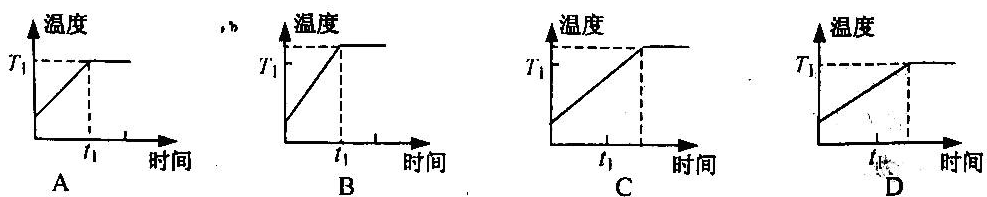 温度 温度 温度 温度
T₁ T₁ T₁ T₁
t₁ 时间 t₁ 时间 t₁ 时间 时间
A B C D